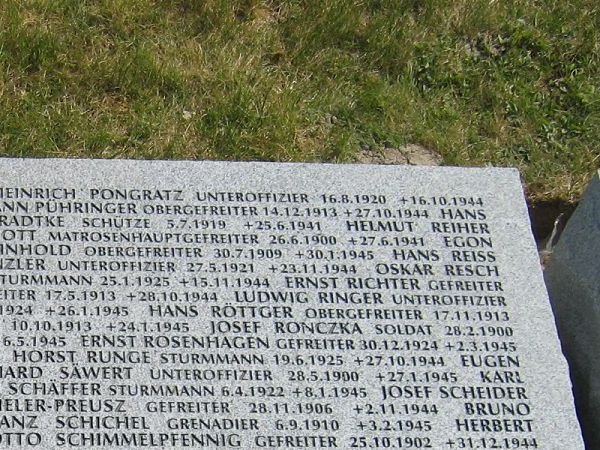 HEINRICH PONGRATZ UNTEROFFIZIER 16.8.1920 +16.10.1944
ANN PÜHRINGER OBERGEFREITER 14.12.1913 +27.10.1944 HANS
RADTKE SCHÜTZE 5.7.1919 +25.6.1941 HELMUT REIHER
OTT MATROSENHAUPTGEFREITER 26.6.1900 +27.6.1941 EGON
INHOLD OBERGEFREITER 30.7.1909 +30.1.1945 HANS REISS
NZLER UNTEROFFIZIER 27.5.1921 +23.11.1944 OSKAR RESCH
STURMMANN 25.1.1925 +15.11.1944 ERNST RICHTER GEFREITER
EITER 17.5.1913 +28.10.1944 LUDWIG RINGER UNTEROFFIZIER
1924 +26.1.1945 HANS RÖTTGER OBERGEFREITER 17.11.1913
10.10.1913 +24.1.1945 JOSEF RONCZKA SOLDAT 28.2.1900
6.5.1945 ERNST ROSENHAGEN GEFREITER 30.12.1924 +2.3.1945
HORST RUNGE STURMMANN 19.6.1925 +27.10.1944 EUGEN
HARD SÄWERT UNTEROFFIZIER 28.5.1900 +27.1.1945 KARL
SCHÄFFER STURMMANN 6.4.1922 +8.1.1945 JOSEF SCHEIDER
IELER-PREUSZ GEFREITER 28.11.1906 +2.11.1944 BRUNO
ANZ SCHICHEL GRENADIER 6.9.1910 +3.2.1945 HERBERT
OTTO SCHIMMELPFENNIG GEFREITER 25.10.1902 +31.12.1944